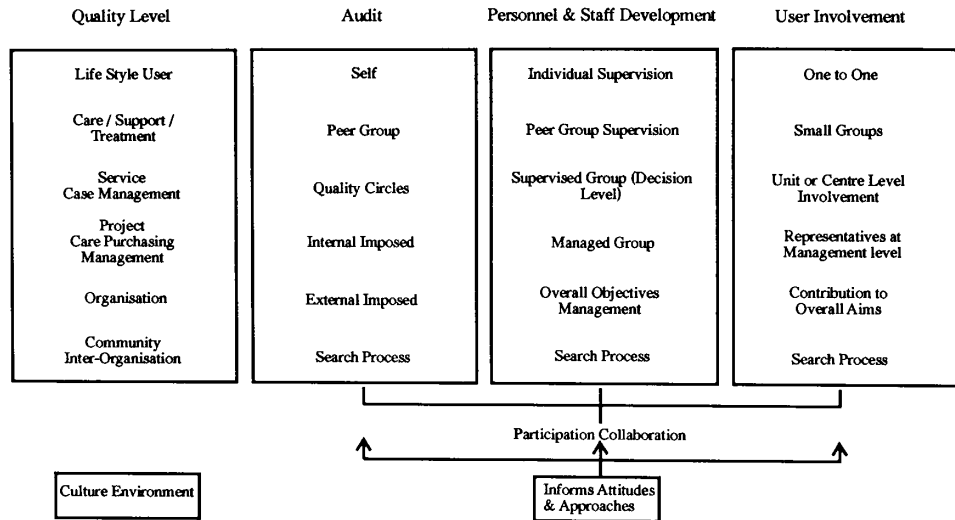 Quality Level
Audit
Personnel & Staff Development
User Involvement
Life Style User
Care / Support /
Treatment
Service
Case Management
Project
Care Purchasing
Management
Organisation
Community
Inter-Organisation
Self
Peer Group
Quality Circles
Internal Imposed
External Imposed
Search Process
Individual Supervision
Peer Group Supervision
Supervised Group (Decision
Level)
Managed Group
Overall Objectives
Management
Search Process
One to One
Small Groups
Unit or Centre Level
Involvement
Representatives at
Management level
Contribution to
Overall Aims
Search Process
Participation Collaboration
Culture Environment
Informs Attitudes
& Approaches